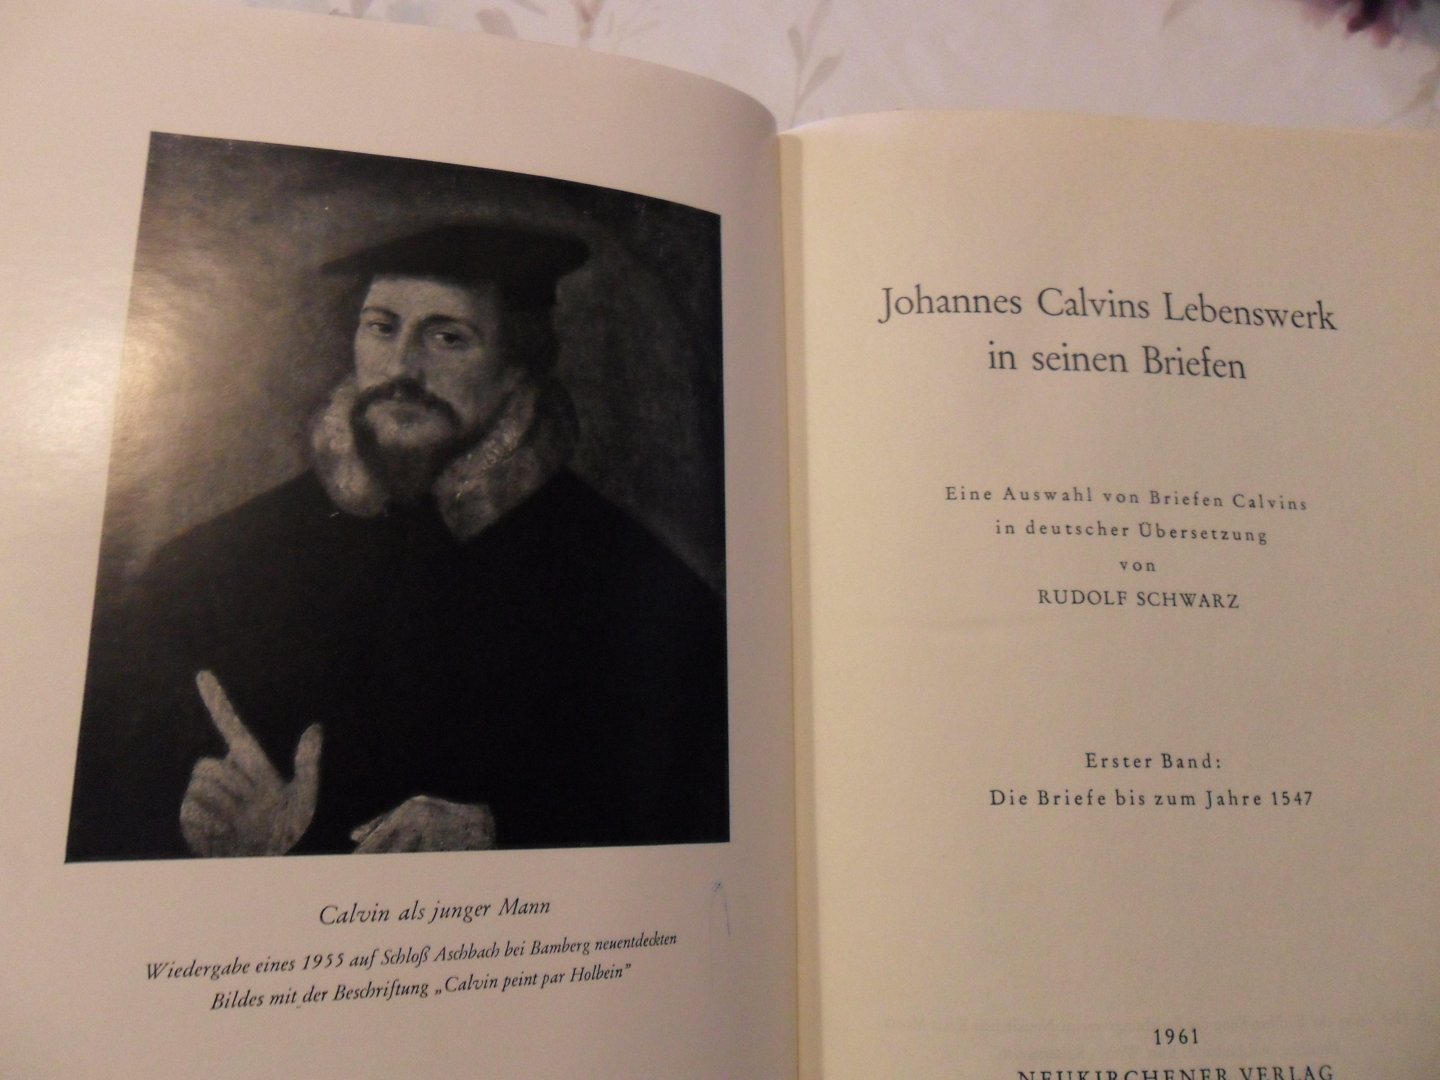 Calvin als junger Mann
Wiedergabe eines 1955 auf Schloß Aschbach bei Bamberg neuentdeckten
Bildes mit der Beschriftung „Calvin peint par Holbein”
Johannes Calvins Lebenswerk
in seinen Briefen
Eine Auswahl von Briefen Calvins
in deutscher Übersetzung
von
RUDOLF SCHWARZ
Erster Band:
Die Briefe bis zum Jahre 1547
1961
NEUKIRCHENER VERLAG